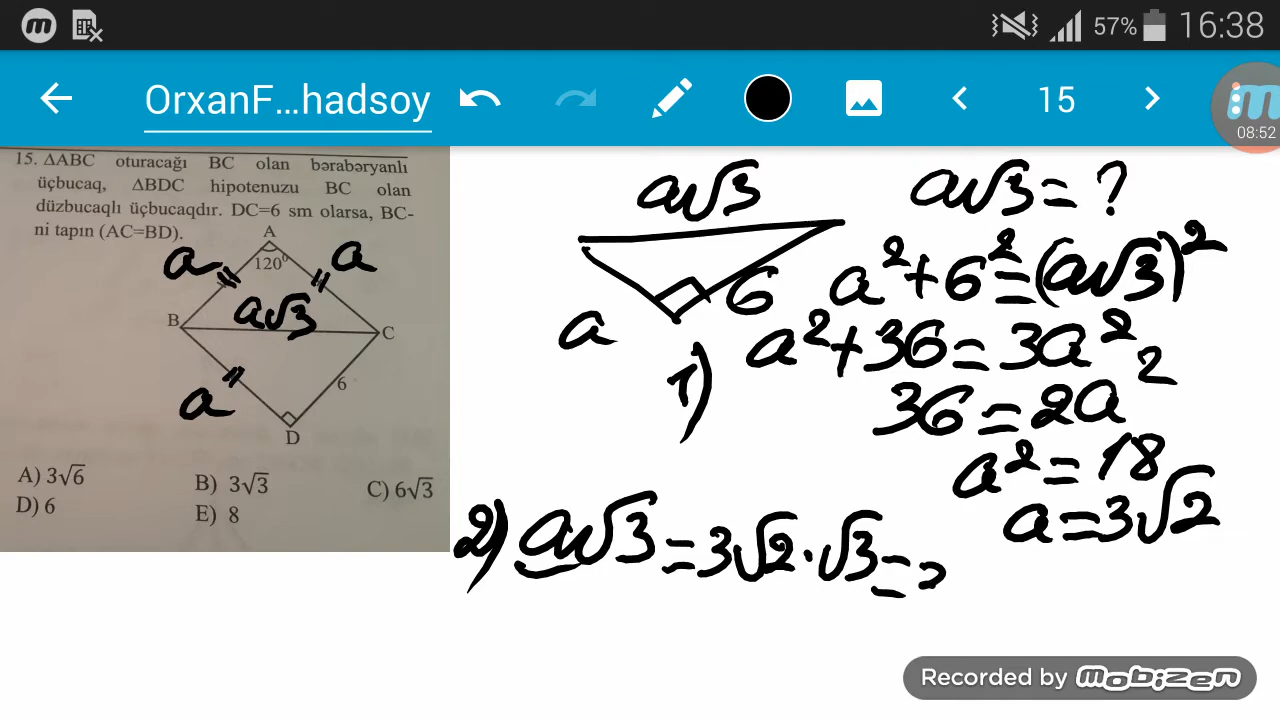 57% 16:38
OrxanF...hadsoy 15
08:52
15. ΔABC oturacağı BC olan bərabəryanlı
üçbucaq, ΔBDC hipotenuzu BC olan
düzbucaqlı üçbucaqdır. DC=6 sm olarsa, BC-
ni tapın (AC=BD).
A
a a
120⁰
a√3
B C
a 6
D
A) 3√6 B) 3√3 C) 6√3
D) 6 E) 8
a√3
a 6
a√3=?
a²+6²=(a√3)²
1) a²+36=3a²
36=2a²
a²=18
a=3√2
2) a√3=3√2·√3=
Recorded by mobizen